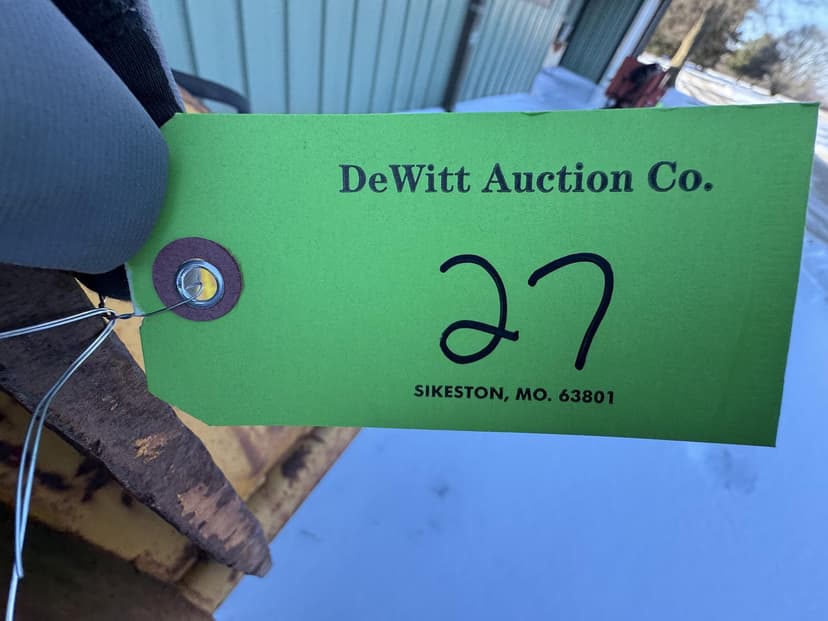 DeWitt Auction Co.
27
SIKESTON, MO. 63801